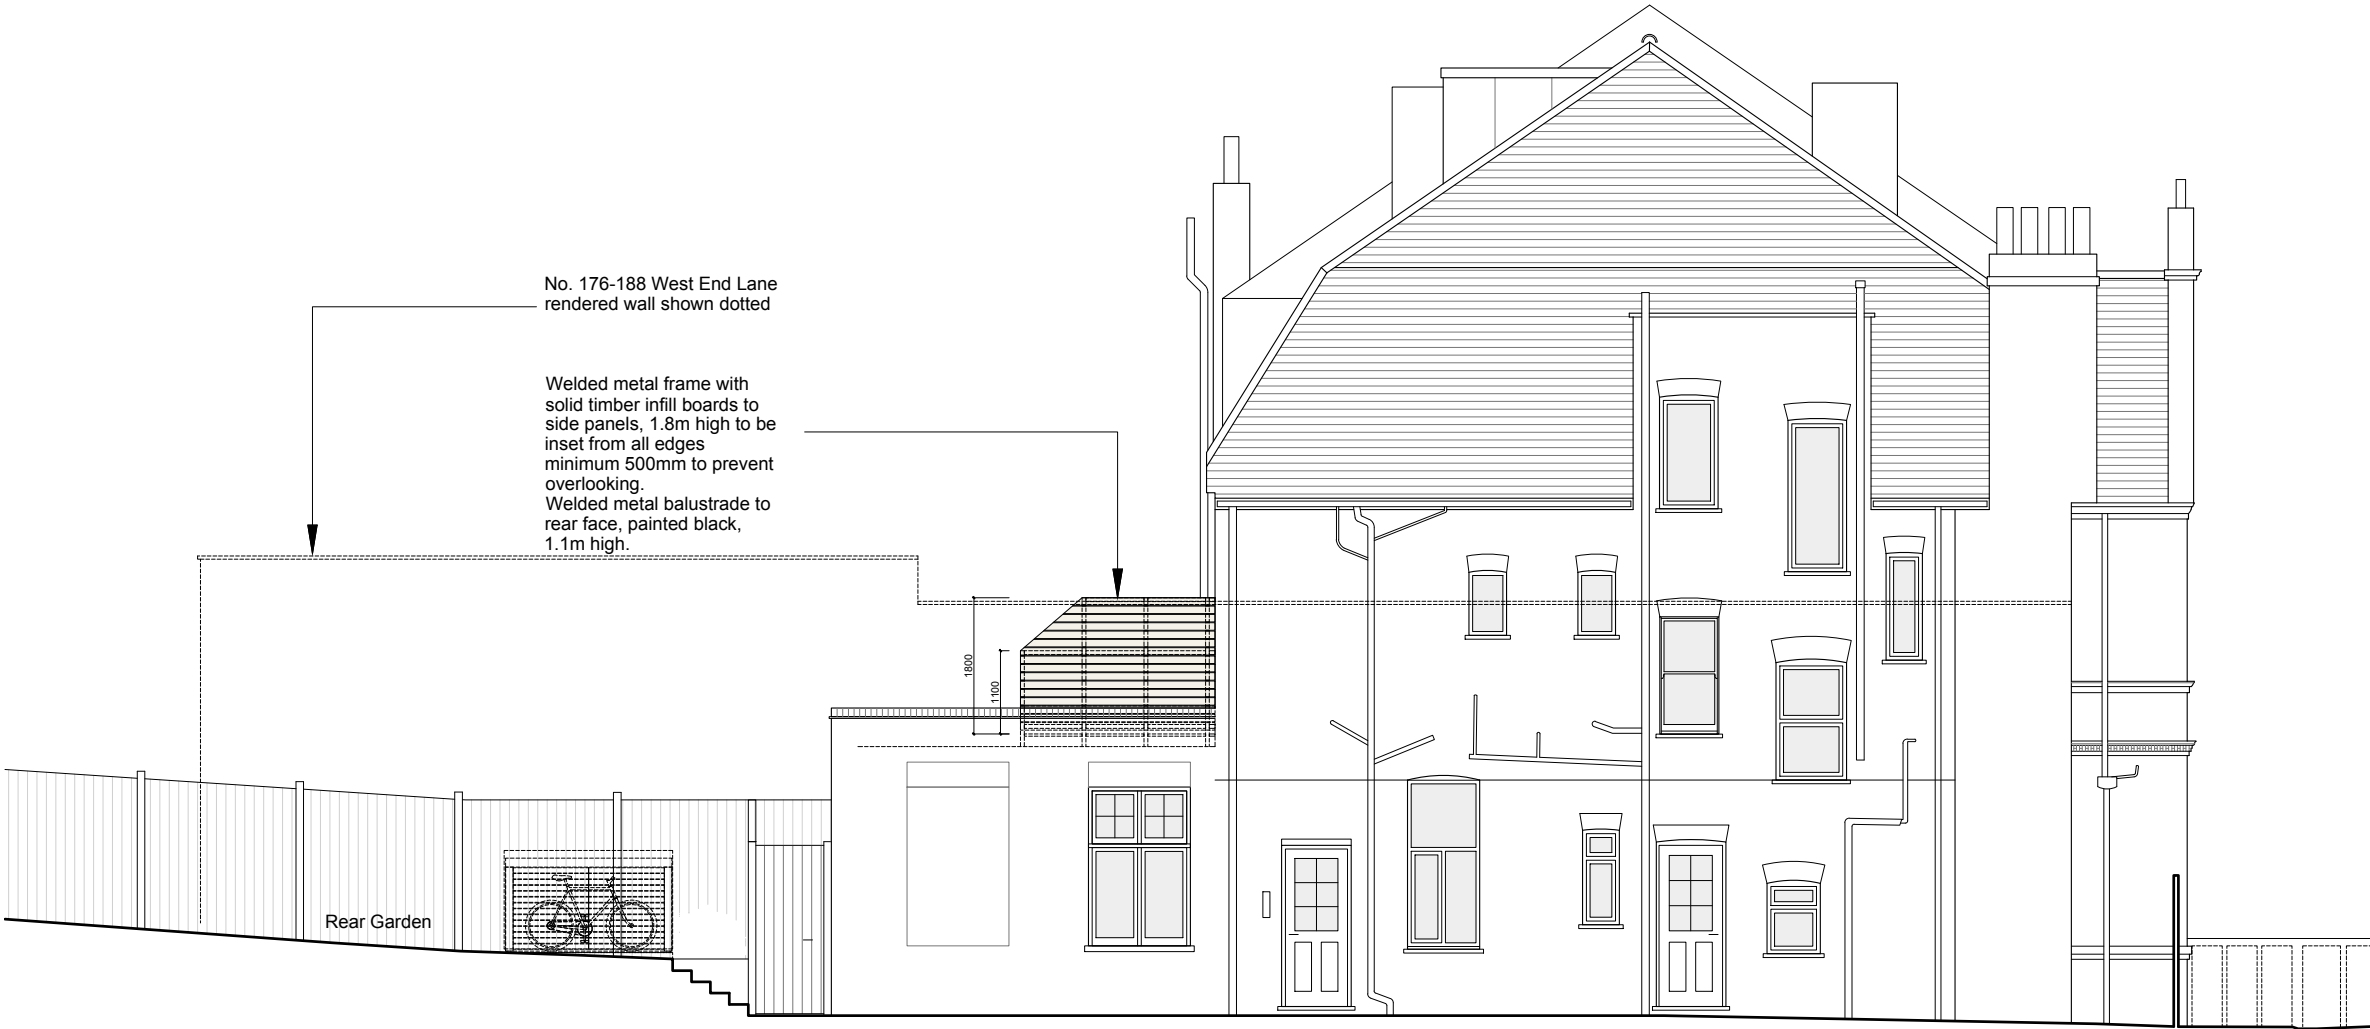 No. 176-188 West End Lane
rendered wall shown dotted
Welded metal frame with
solid timber infill boards to
side panels, 1.8m high to be
inset from all edges
minimum 500mm to prevent
overlooking.
Welded metal balustrade to
rear face, painted black,
1.1m high.
1800
1100
Rear Garden